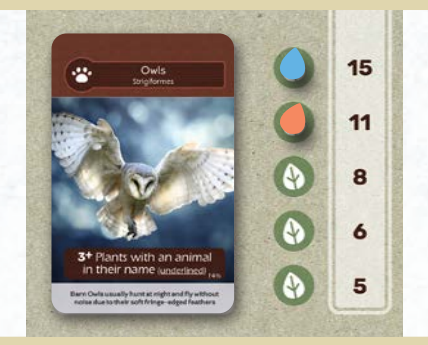 Owls
Strigiformes
3+ Plants with an animal
in their name (underlined)
14%
Barn Owls usually hunt at night and fly without
noise due to their soft fringe-edged feathers
15
11
8
6
5